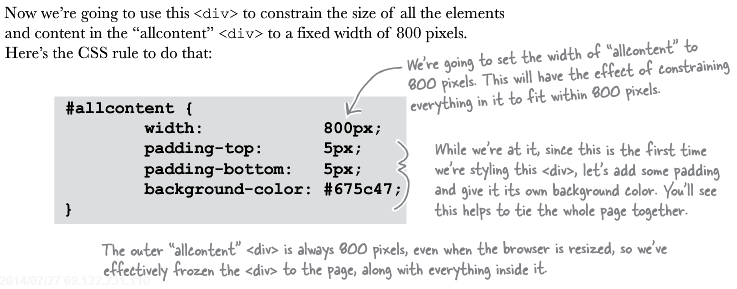 Now we're going to use this <div> to constrain the size of all the elements
and content in the “allcontent” <div> to a fixed width of 800 pixels.
Here's the CSS rule to do that:
We're going to set the width of "allcontent" to
800 pixels. This will have the effect of constraining
everything in it to fit within 800 pixels.
#allcontent {
width: 800px;
padding-top: 5px;
padding-bottom: 5px;
background-color: #675c47;
}
While we're at it, since this is the first time
we're styling this <div>, let's add some padding
and give it its own background color. You'll see
this helps to tie the whole page together.
The outer "allcontent" <div> is always 800 pixels, even when the browser is resized, so we've
effectively frozen the <div> to the page, along with everything inside it.